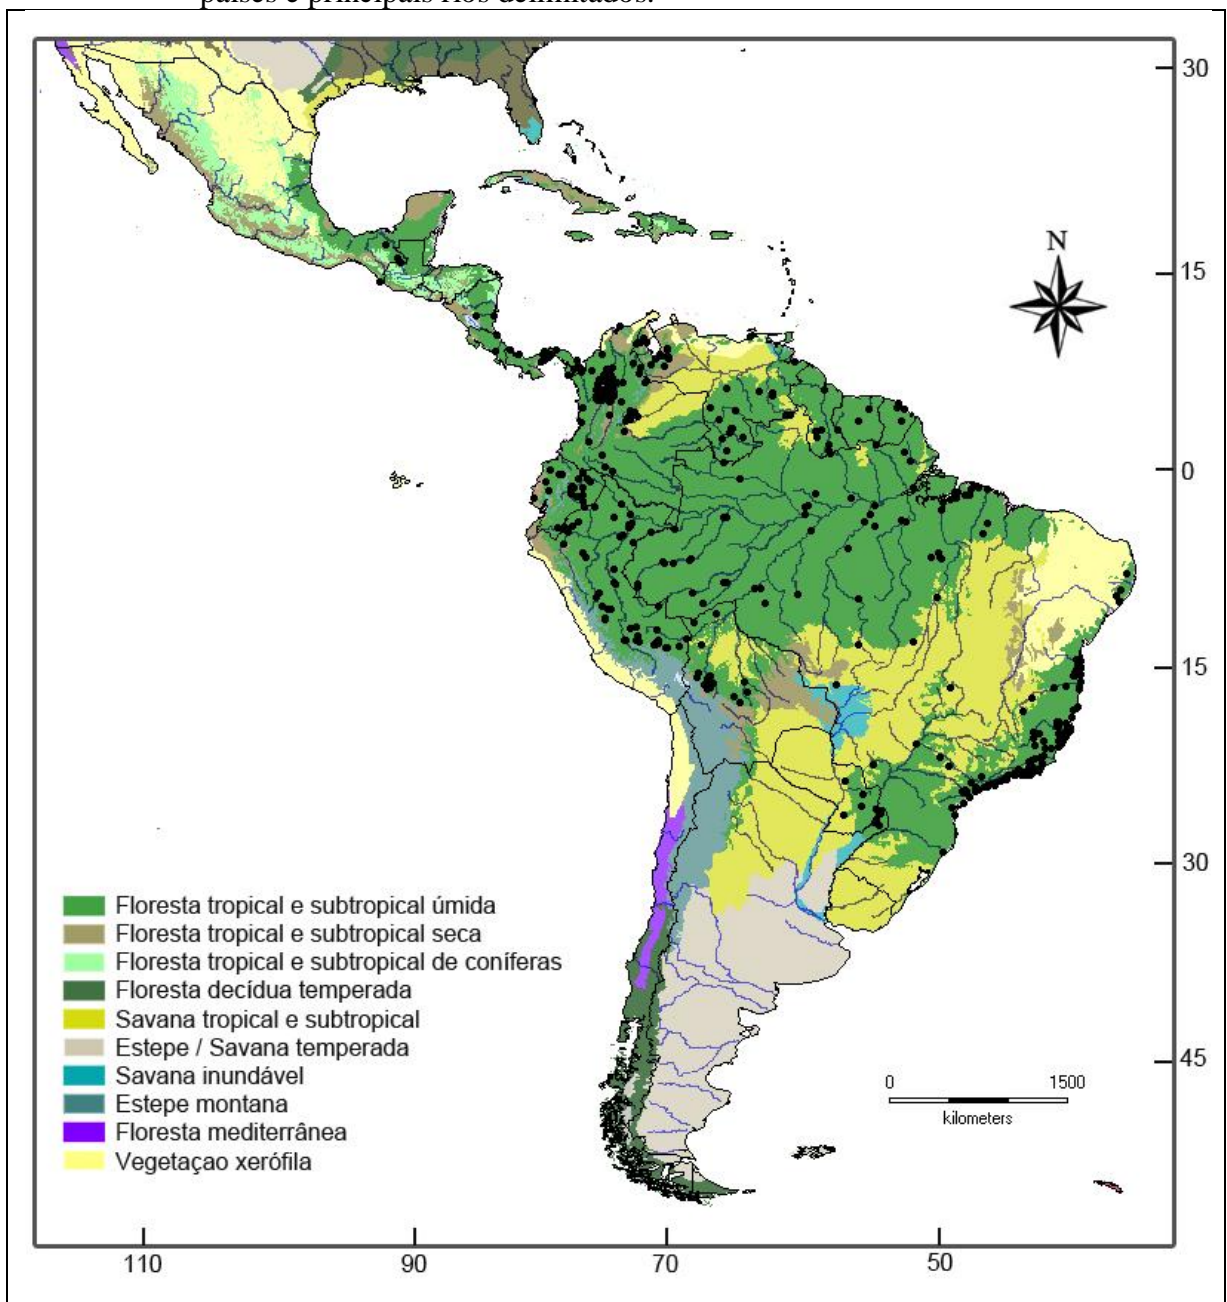 países e principais rios delimitados.
30
N
15
0
15
30
Floresta tropical e subtropical úmida
Floresta tropical e subtropical seca
Floresta tropical e subtropical de coníferas
Floresta decídua temperada
Savana tropical e subtropical
Estepe / Savana temperada
Savana inundável
Estepe montana
Floresta mediterrânea
Vegetaçao xerófila
45
0 1500
kilometers
110 90 70 50